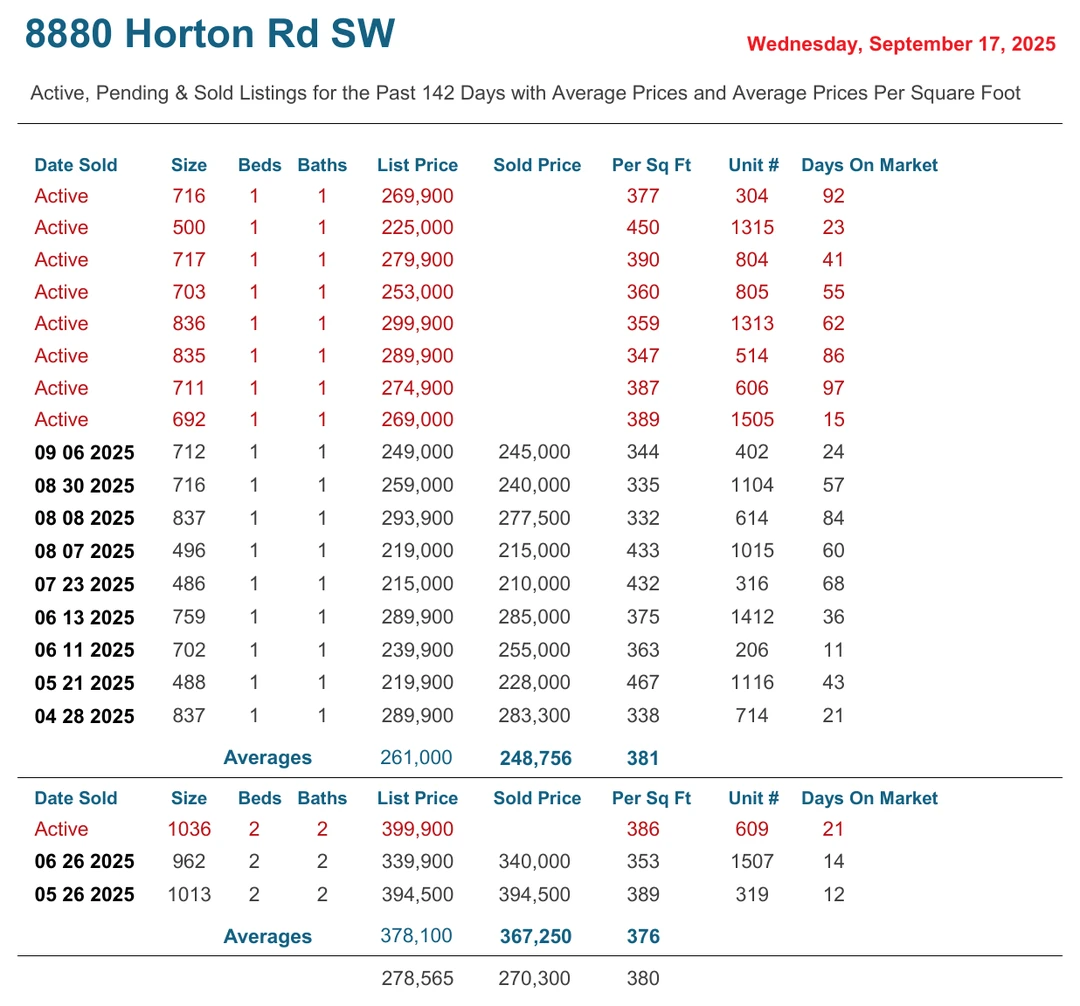 8880 Horton Rd SW
Wednesday, September 17, 2025
Active, Pending & Sold Listings for the Past 142 Days with Average Prices and Average Prices Per Square Foot
Date Sold Size Beds Baths List Price Sold Price Per Sq Ft Unit # Days On Market
Active 716 1 1 269,900 377 304 92
Active 500 1 1 225,000 450 1315 23
Active 717 1 1 279,900 390 804 41
Active 703 1 1 253,000 360 805 55
Active 836 1 1 299,900 359 1313 62
Active 835 1 1 289,900 347 514 86
Active 711 1 1 274,900 387 606 97
Active 692 1 1 269,000 389 1505 15
09 06 2025 712 1 1 249,000 245,000 344 402 24
08 30 2025 716 1 1 259,000 240,000 335 1104 57
08 08 2025 837 1 1 293,900 277,500 332 614 84
08 07 2025 496 1 1 219,000 215,000 433 1015 60
07 23 2025 486 1 1 215,000 210,000 432 316 68
06 13 2025 759 1 1 289,900 285,000 375 1412 36
06 11 2025 702 1 1 239,900 255,000 363 206 11
05 21 2025 488 1 1 219,900 228,000 467 1116 43
04 28 2025 837 1 1 289,900 283,300 338 714 21
Averages 261,000 248,756 381
Date Sold Size Beds Baths List Price Sold Price Per Sq Ft Unit # Days On Market
Active 1036 2 2 399,900 386 609 21
06 26 2025 962 2 2 339,900 340,000 353 1507 14
05 26 2025 1013 2 2 394,500 394,500 389 319 12
Averages 378,100 367,250 376
278,565 270,300 380